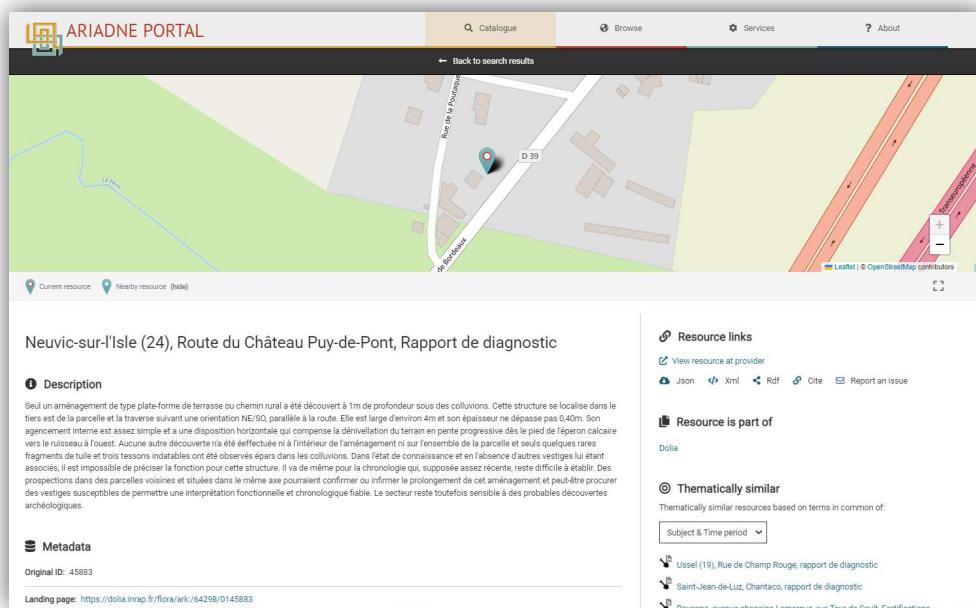 ARIADNE PORTAL
Catalogue
Browse
Services
About
← Back to search results
Rue de la Poutaque
D 39
de Bordeaux
Transeuropéenne
+
−
Leaflet | © OpenStreetMap contributors
Current resource
Nearby resource (hide)
Neuvic-sur-l'Isle (24), Route du Château Puy-de-Pont, Rapport de diagnostic
Description
Seul un aménagement de type plate-forme de terrasse ou chemin rural a été découvert à 1m de profondeur sous des colluvions. Cette structure se localise dans le
tiers est de la parcelle et la traverse suivant une orientation NE/SO, parallèle à la route. Elle est large d'environ 4m et son épaisseur ne dépasse pas 0,40m. Son
agencement interne est assez simple et a une disposition horizontale qui compense la dénivellation du terrain en pente progressive dès le pied de l'éperon calcaire
vers le ruisseau à l'ouest. Aucune autre découverte n'a été éeffectuée ni à l'intérieur de l'aménagement ni sur l'ensemble de la parcelle et seuls quelques rares
fragments de tuile et trois tessons indatables ont été observés épars dans les colluvions. Dans l'état de connaissance et en l'absence d'autres vestiges lui étant
associés, il est impossible de préciser la fonction pour cette structure. Il va de même pour la chronologie qui, supposée assez récente, reste difficile à établir. Des
prospections dans des parcelles voisines et situées dans le même axe pourraient confirmer ou infirmer le prolongement de cet aménagement et peut-être procurer
des vestiges susceptibles de permettre une interprétation fonctionnelle et chronologique fiable. Le secteur reste toutefois sensible à des probables découvertes
archéologiques.
Metadata
Original ID: 45883
Landing page: https://dolia.inrap.fr/flora/ark:/64298/0145883
Resource links
View resource at provider
Json
Xml
Rdf
Cite
Report an issue
Resource is part of
Dolia
Thematically similar
Thematically similar resources based on terms in common of:
Subject & Time period
Ussel (19), Rue de Champ Rouge, rapport de diagnostic
Saint-Jean-de-Luz, Chantaco, rapport de diagnostic